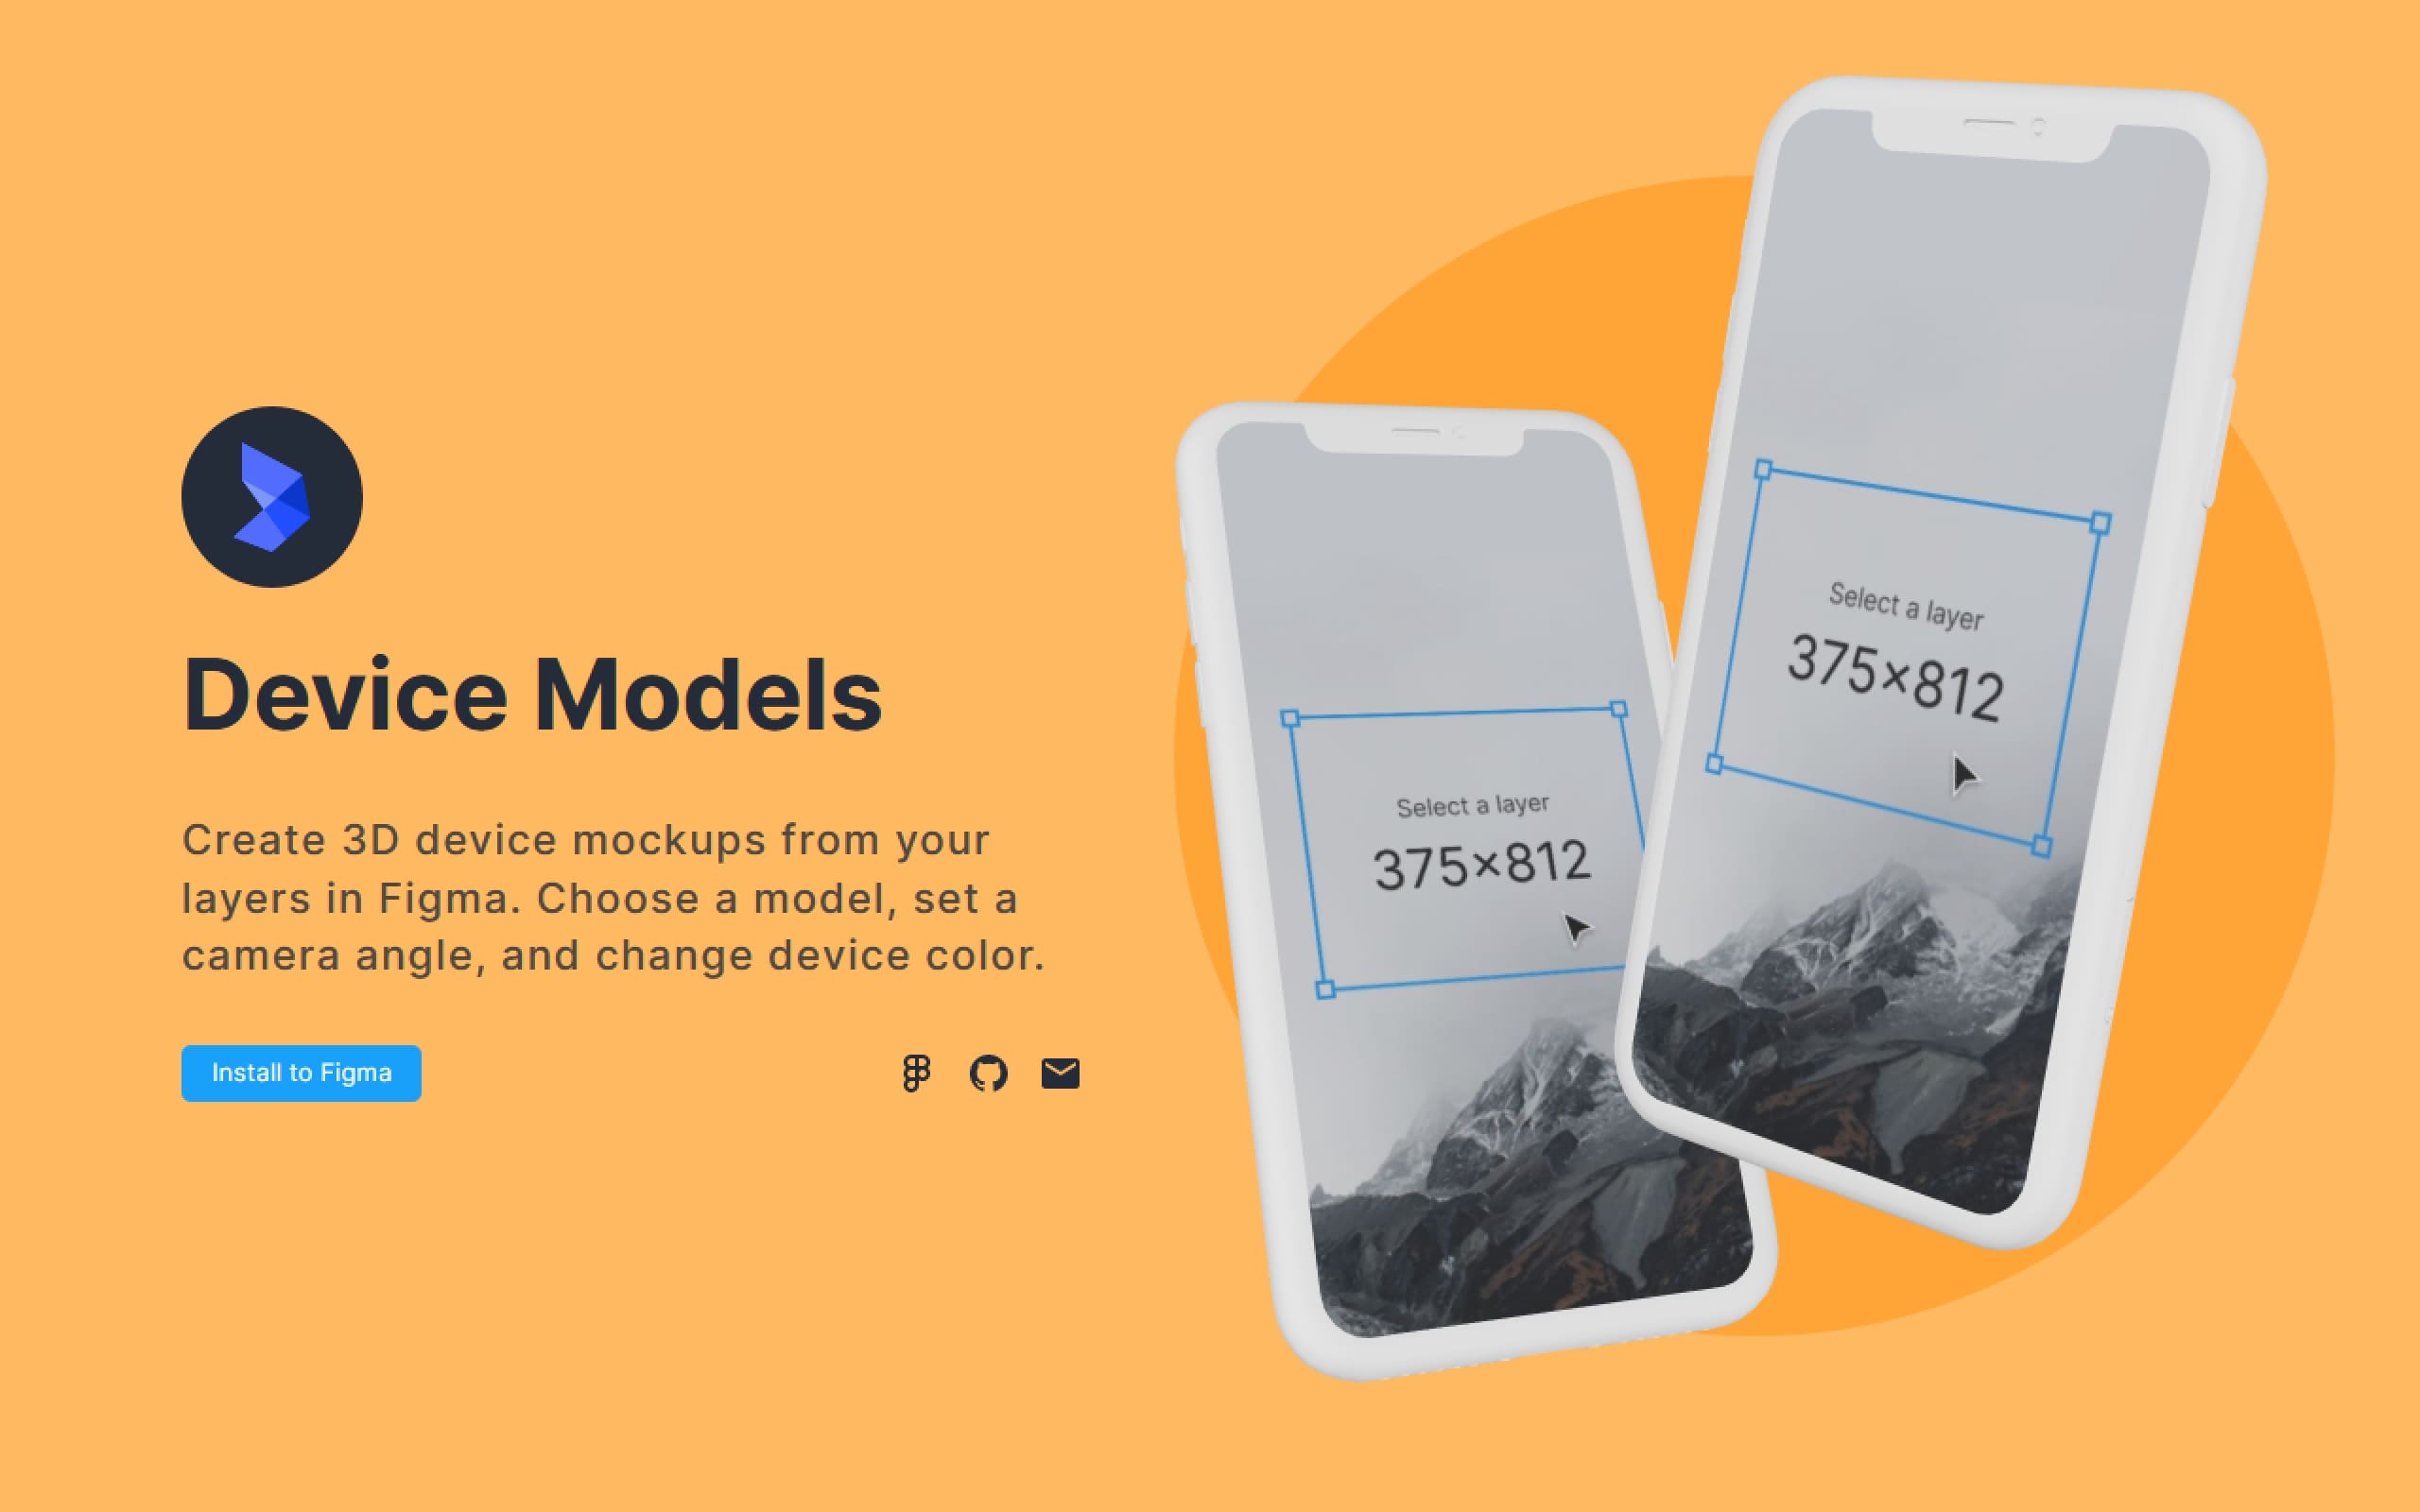 Device Models
Create 3D device mockups from your
layers in Figma. Choose a model, set a
camera angle, and change device color.
Install to Figma
Select a layer
375×812
Select a layer
375×812